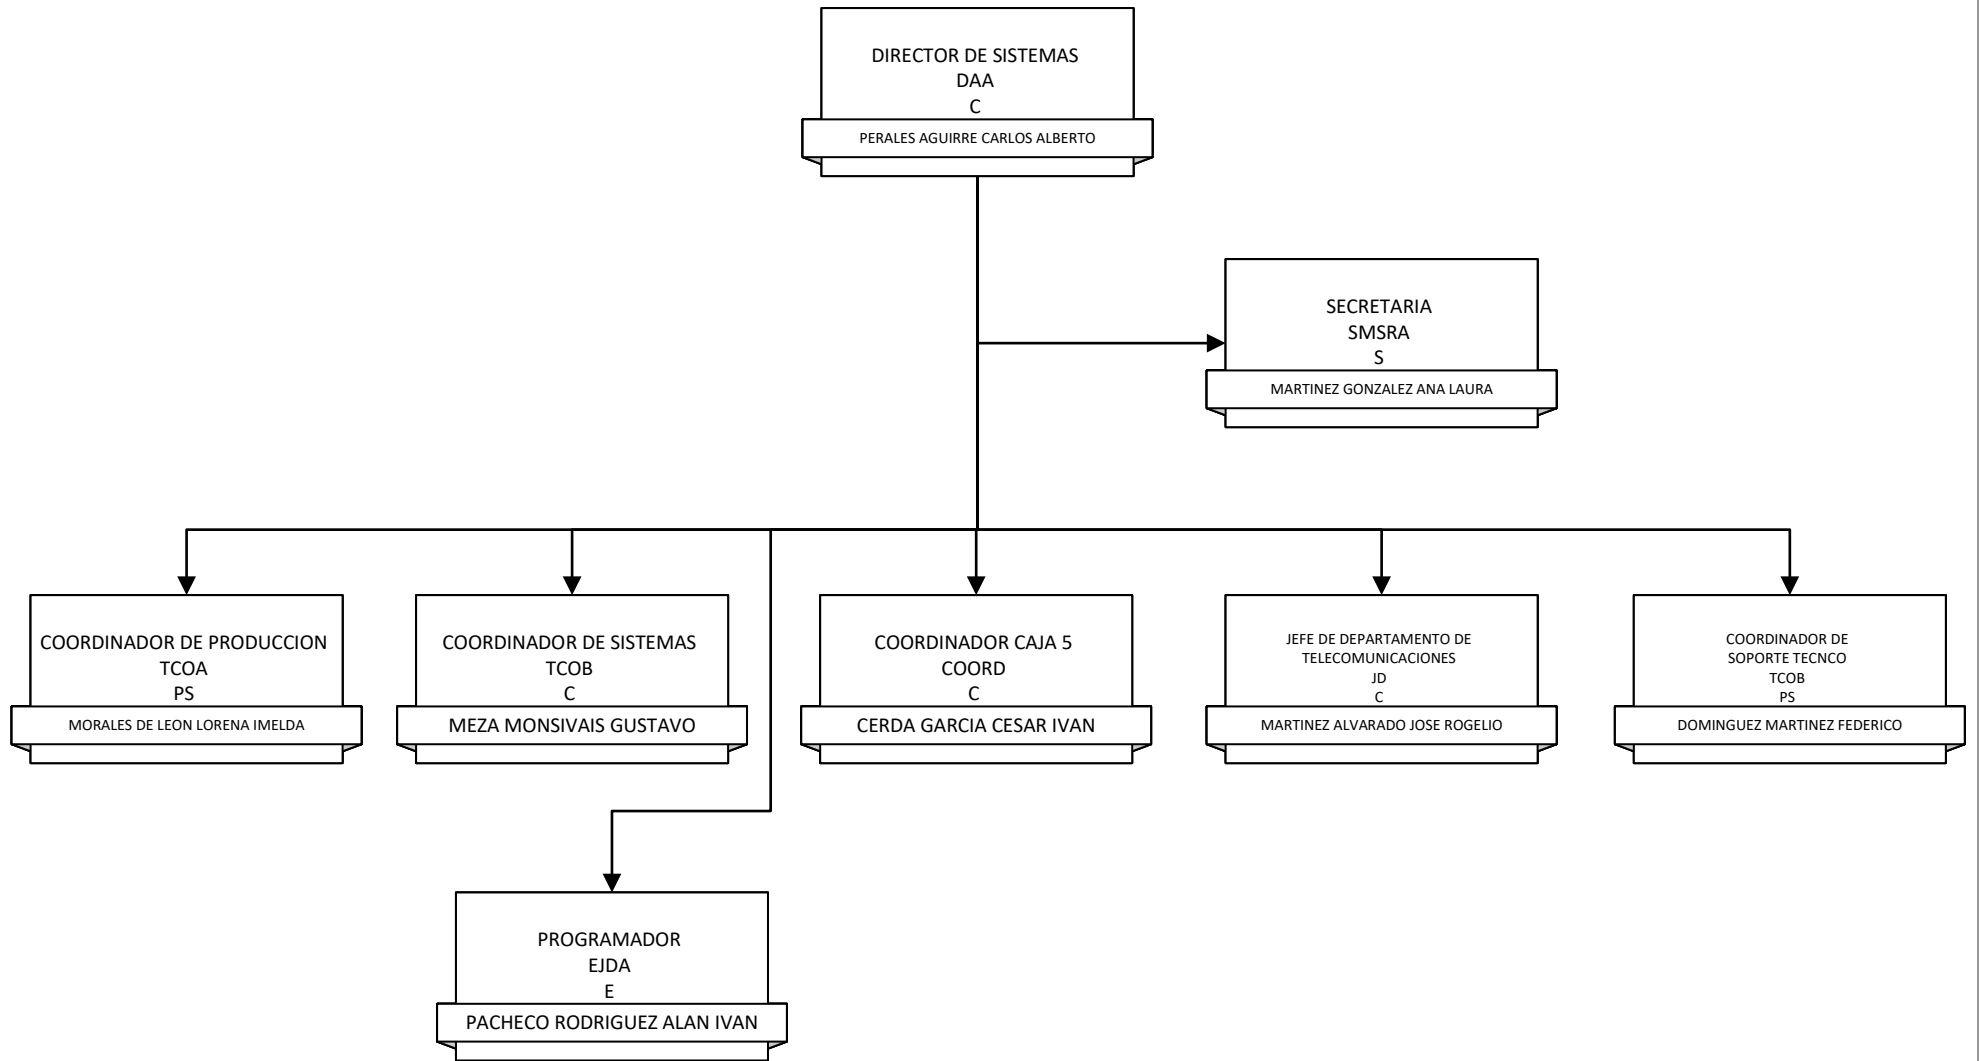 DIRECTOR DE SISTEMAS
DAA
C
PERALES AGUIRRE CARLOS ALBERTO
SECRETARIA
SMSRA
S
MARTINEZ GONZALEZ ANA LAURA
COORDINADOR DE PRODUCCION
TCOA
PS
MORALES DE LEON LORENA IMELDA
COORDINADOR DE SISTEMAS
TCOB
C
MEZA MONSIVAIS GUSTAVO
COORDINADOR CAJA 5
COORD
C
CERDA GARCIA CESAR IVAN
JEFE DE DEPARTAMENTO DE
TELECOMUNICACIONES
JD
C
MARTINEZ ALVARADO JOSE ROGELIO
COORDINADOR DE
SOPORTE TECNCO
TCOB
PS
DOMINGUEZ MARTINEZ FEDERICO
PROGRAMADOR
EJDA
E
PACHECO RODRIGUEZ ALAN IVAN